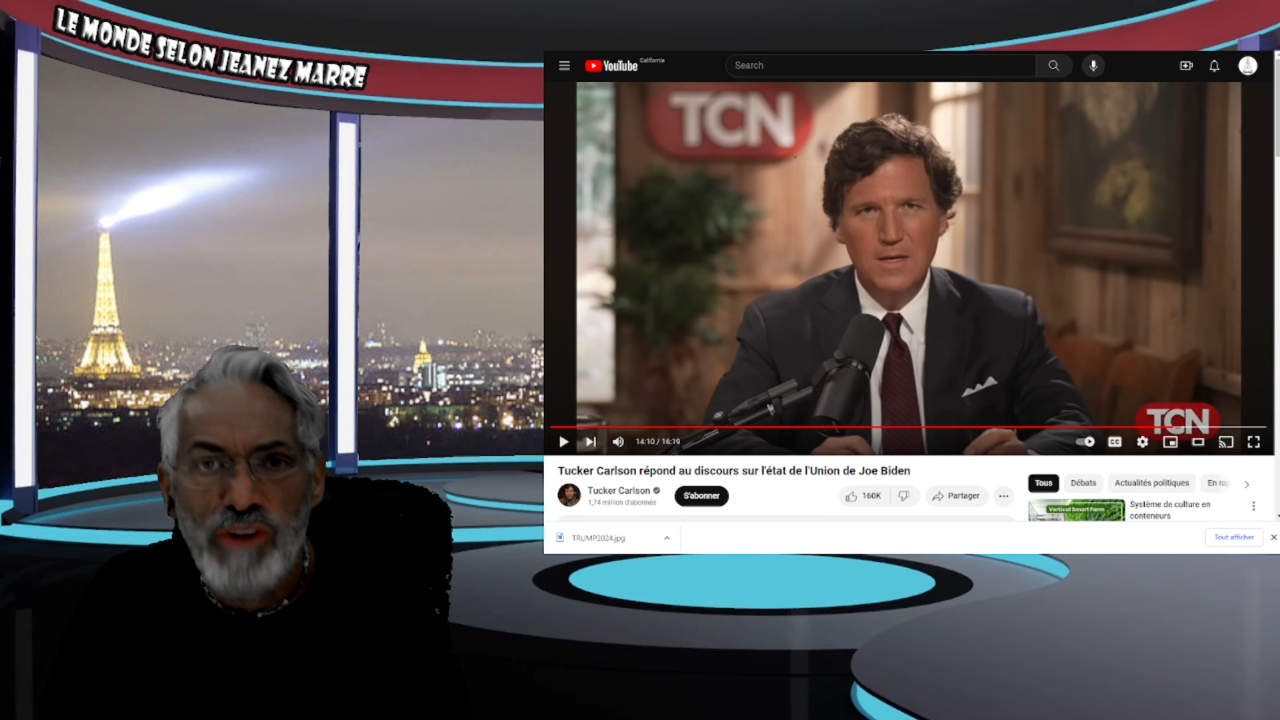 LE MONDE SELON JEANEZ MARRE
YouTube
California
Search
TCN
TCN
14:10 / 16:19
Tucker Carlson répond au discours sur l'état de l'Union de Joe Biden
Tucker Carlson
1,74 million d'abonnés
S'abonner
160K
Partager
Tous
Débats
Actualités politiques
Vertical Smart Farm
Système de culture en
conteneurs
TRUMP2024.jpg
Tout afficher